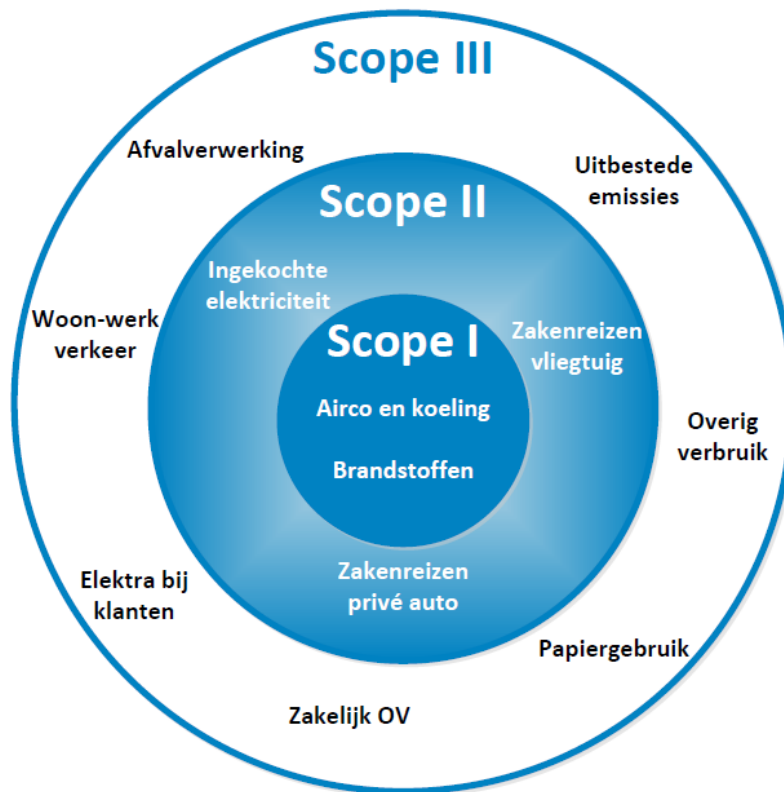 Scope III
Afvalverwerking
Uitbestede
emissies
Scope II
Ingekochte
elektriciteit
Woon-werk
verkeer
Scope I
Zakenreizen
vliegtuig
Airco en koeling
Overig
verbruik
Brandstoffen
Elektra bij
klanten
Zakenreizen
privé auto
Papiergebruik
Zakelijk OV